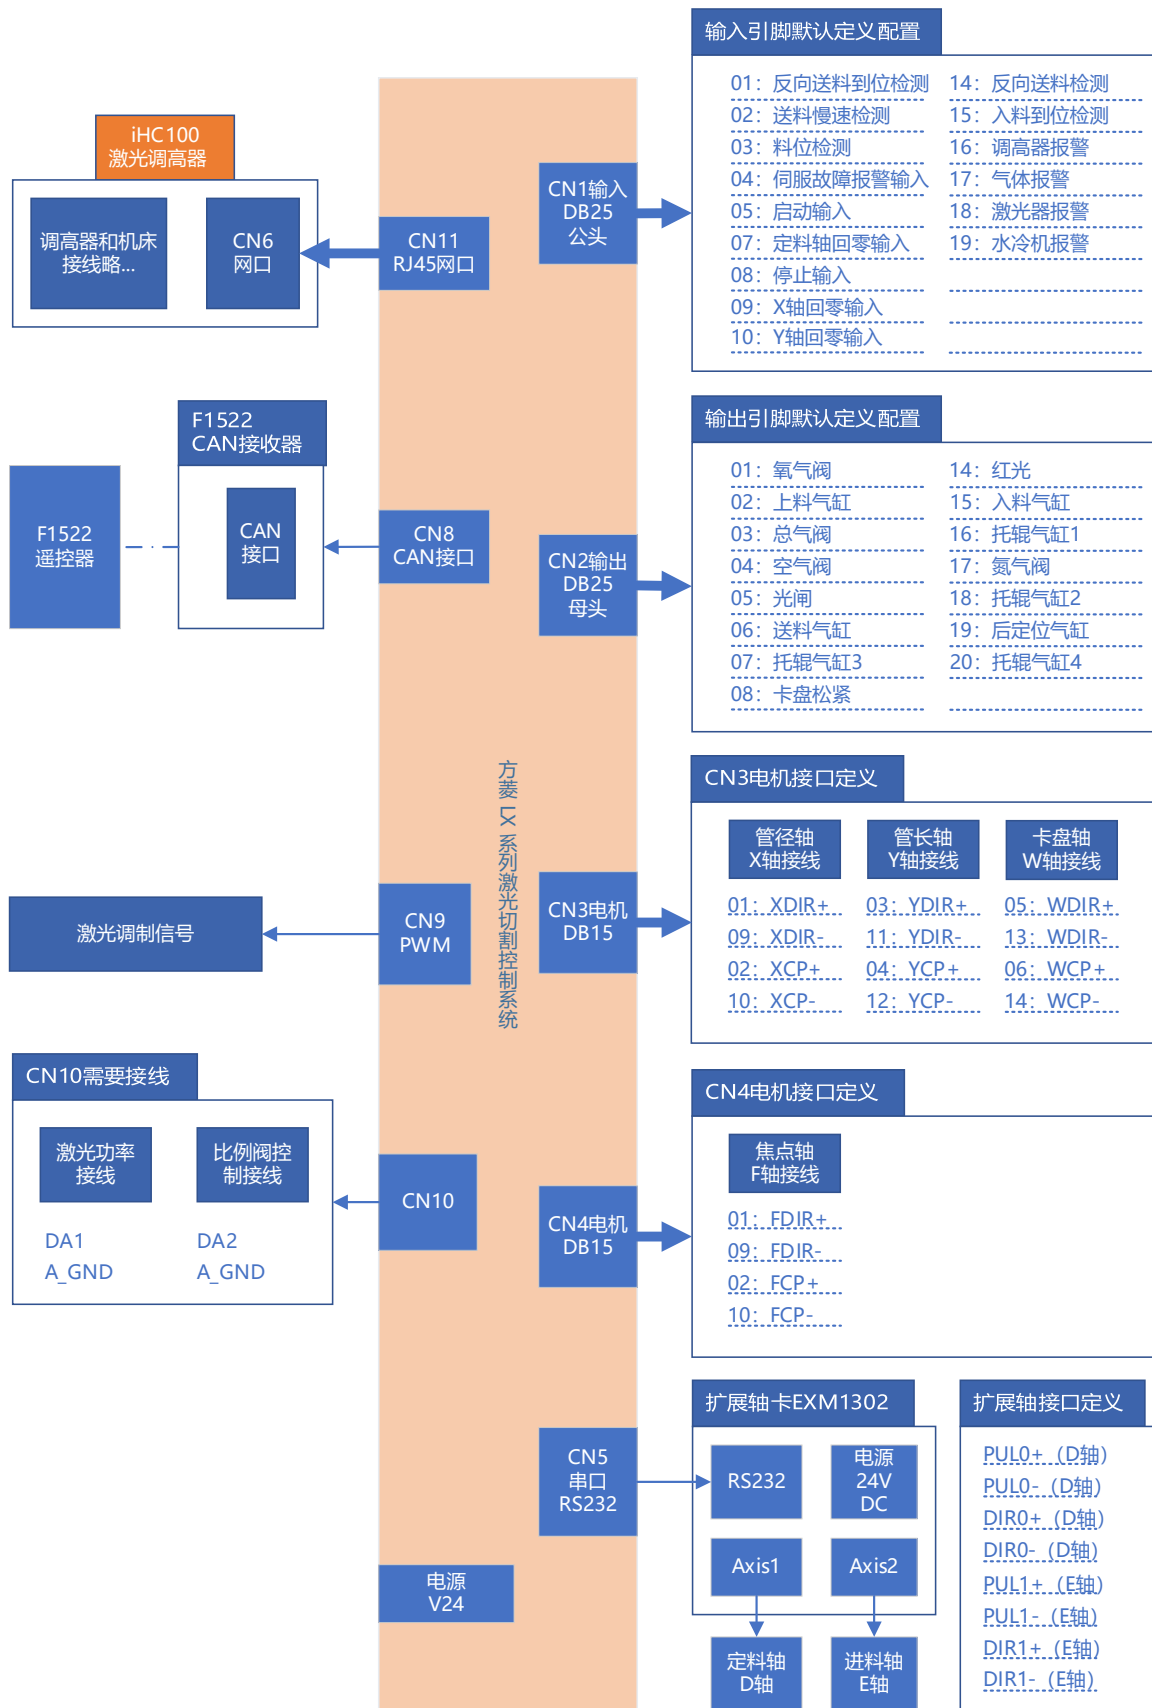 iHC100
激光调高器
调高器和机床
接线略...
CN6
网口
CN11
RJ45网口
F1522
CAN接收器
F1522
遥控器
CAN
接口
CN8
CAN接口
激光调制信号
CN9
PWM
CN10需要接线
激光功率
接线
比例阀控
制接线
DA1
DA2
A_GND
A_GND
CN10
电源
V24
方菱 LX 系列激光切割控制系统
CN1输入
DB25
公头
输入引脚默认定义配置
01：反向送料到位检测
02：送料慢速检测
03：料位检测
04：伺服故障报警输入
05：启动输入
07：定料轴回零输入
08：停止输入
09：X轴回零输入
10：Y轴回零输入
14：反向送料检测
15：入料到位检测
16：调高器报警
17：气体报警
18：激光器报警
19：水冷机报警
CN2输出
DB25
母头
输出引脚默认定义配置
01：氧气阀
02：上料气缸
03：总气阀
04：空气阀
05：光闸
06：送料气缸
07：托辊气缸3
08：卡盘松紧
14：红光
15：入料气缸
16：托辊气缸1
17：氮气阀
18：托辊气缸2
19：后定位气缸
20：托辊气缸4
CN3电机
DB15
CN3电机接口定义
管径轴
X轴接线
01：XDIR+
09：XDIR-
02：XCP+
10：XCP-
管长轴
Y轴接线
03：YDIR+
11：YDIR-
04：YCP+
12：YCP-
卡盘轴
W轴接线
05：WDIR+
13：WDIR-
06：WCP+
14：WCP-
CN4电机
DB15
CN4电机接口定义
焦点轴
F轴接线
01：FDIR+
09：FDIR-
02：FCP+
10：FCP-
CN5
串口
RS232
扩展轴卡EXM1302
RS232
电源
24V
DC
Axis1
Axis2
定料轴
D轴
进料轴
E轴
扩展轴接口定义
PUL0+（D轴）
PUL0-（D轴）
DIR0+（D轴）
DIR0-（D轴）
PUL1+（E轴）
PUL1-（E轴）
DIR1+（E轴）
DIR1-（E轴）